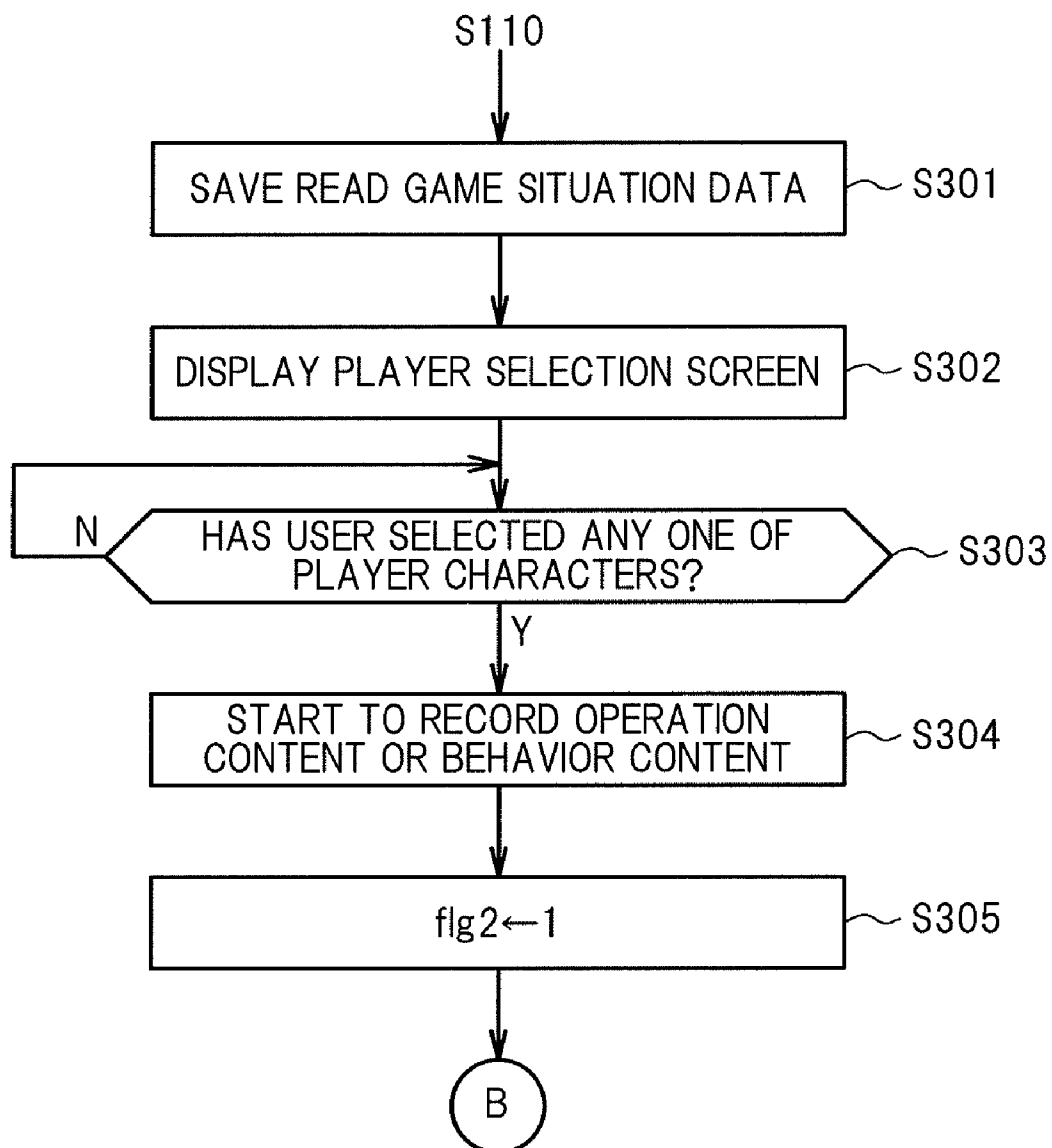 S110
SAVE READ GAME SITUATION DATA
S301
DISPLAY PLAYER SELECTION SCREEN
S302
N
HAS USER SELECTED ANY ONE OF
PLAYER CHARACTERS?
S303
Y
START TO RECORD OPERATION
CONTENT OR BEHAVIOR CONTENT
S304
flg2←1
S305
B